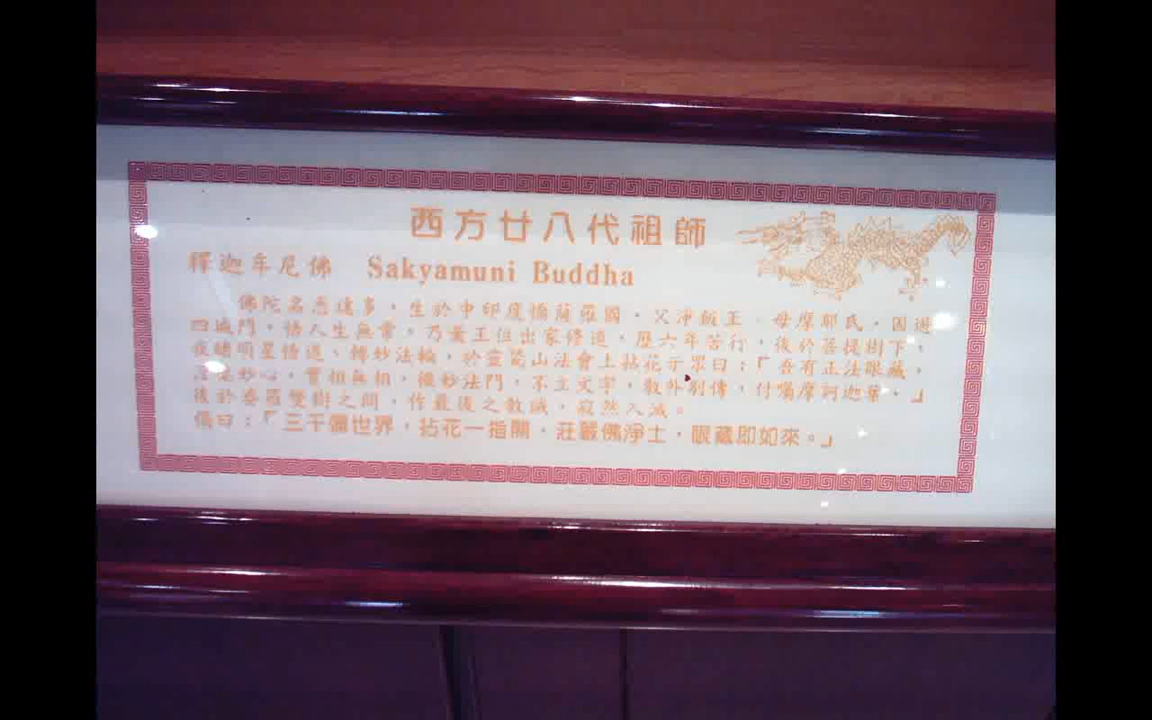 西方廿八代祖師
釋迦牟尼佛 Sakyamuni Buddha
佛陀名悉達多,生於中印度憍薩羅國。父淨飯王,母摩耶氏。因遊
四城門,悟人生無常,乃棄王位出家修道,歷六年苦行,後於菩提樹下,
夜睹明星悟道、轉妙法輪,於靈鷲山法會上拈花示眾曰:「吾有正法眼藏,
涅槃妙心,實相無相,微妙法門,不立文字,教外別傳,付囑摩訶迦葉。」
後於娑羅雙樹之間,作最後之教誡,寂然入滅。
偈曰:「三千彌世界,拈花一指開。莊嚴佛淨土,眼藏即如來。」